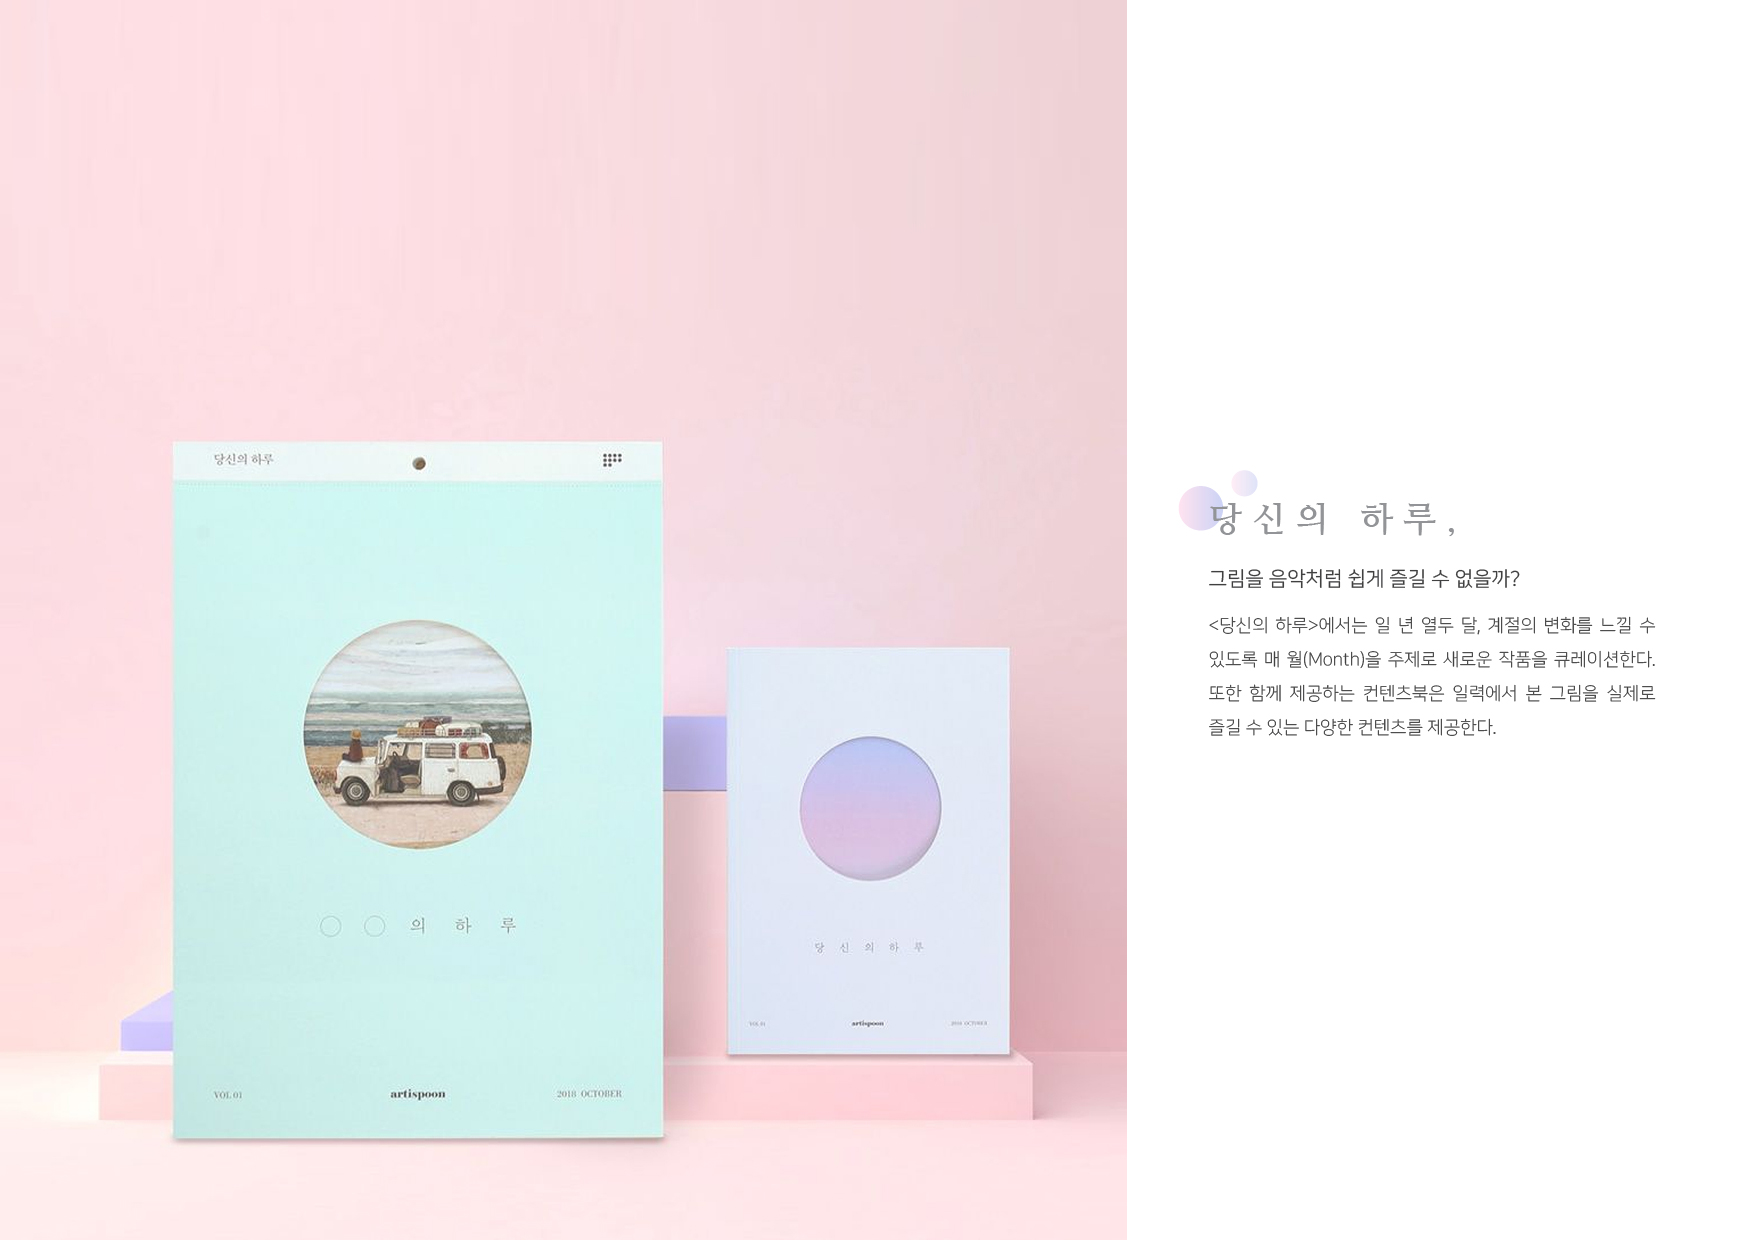 당신의 하루
○ ○ 의 하 루
VOL 01
artispoon
2018 OCTOBER
당 신 의 하 루
VOL 01
artispoon
2018 OCTOBER
당신의 하루,
그림을 음악처럼 쉽게 즐길 수 없을까?
<당신의 하루>에서는 일 년 열두 달, 계절의 변화를 느낄 수
있도록 매 월(Month)을 주제로 새로운 작품을 큐레이션한다.
또한 함께 제공하는 컨텐츠북은 일력에서 본 그림을 실제로
즐길 수 있는 다양한 컨텐츠를 제공한다.